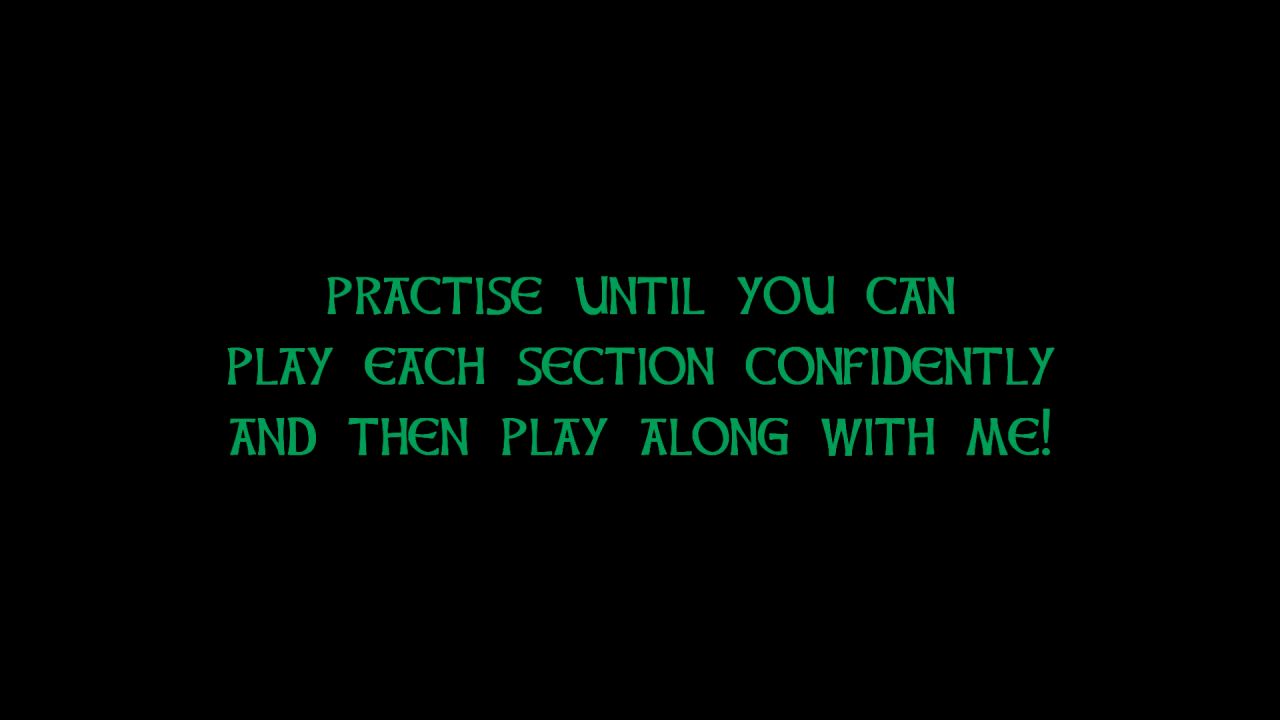 PRACTISE UNTIL YOU CAN
PLAY EACH SECTION CONFIDENTLY
AND THEN PLAY ALONG WITH ME!